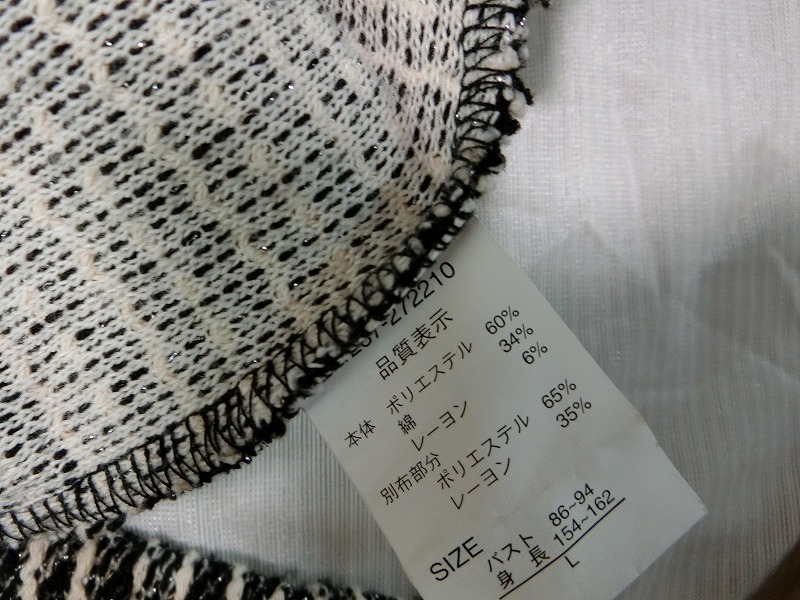 237-272210
品質表示
本体 ポリエステル 60%
綿 34%
レーヨン 6%
別布部分
ポリエステル 65%
レーヨン 35%
SIZE
バスト 86~94
身長 154~162
L